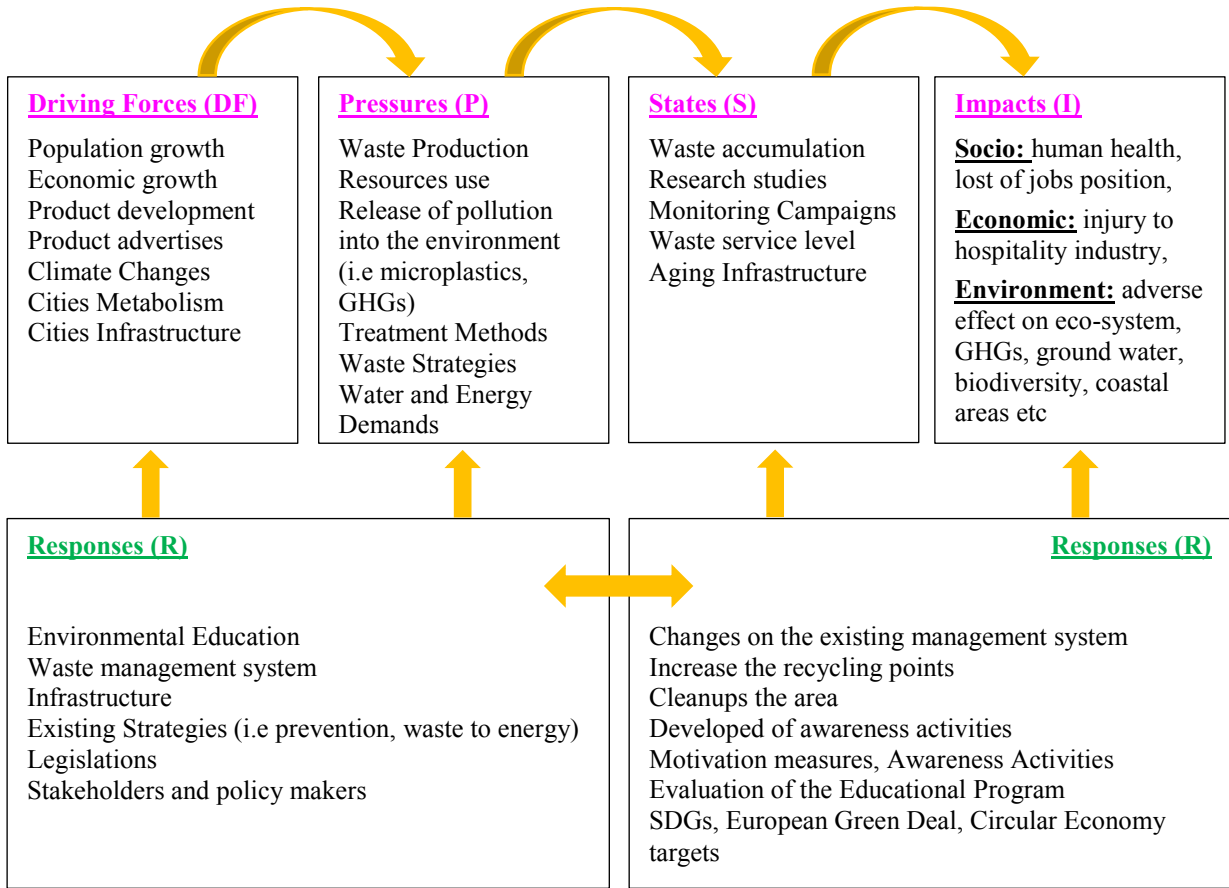 Driving Forces (DF)
Population growth
Economic growth
Product development
Product advertises
Climate Changes
Cities Metabolism
Cities Infrastructure
Pressures (P)
Waste Production
Resources use
Release of pollution
into the environment
(i.e microplastics,
GHGs)
Treatment Methods
Waste Strategies
Water and Energy
Demands
States (S)
Waste accumulation
Research studies
Monitoring Campaigns
Waste service level
Aging Infrastructure
Impacts (I)
Socio: human health,
lost of jobs position,
Economic: injury to
hospitality industry,
Environment: adverse
effect on eco-system,
GHGs, ground water,
biodiversity, coastal
areas etc
Responses (R)
Environmental Education
Waste management system
Infrastructure
Existing Strategies (i.e prevention, waste to energy)
Legislations
Stakeholders and policy makers
Responses (R)
Changes on the existing management system
Increase the recycling points
Cleanups the area
Developed of awareness activities
Motivation measures, Awareness Activities
Evaluation of the Educational Program
SDGs, European Green Deal, Circular Economy
targets